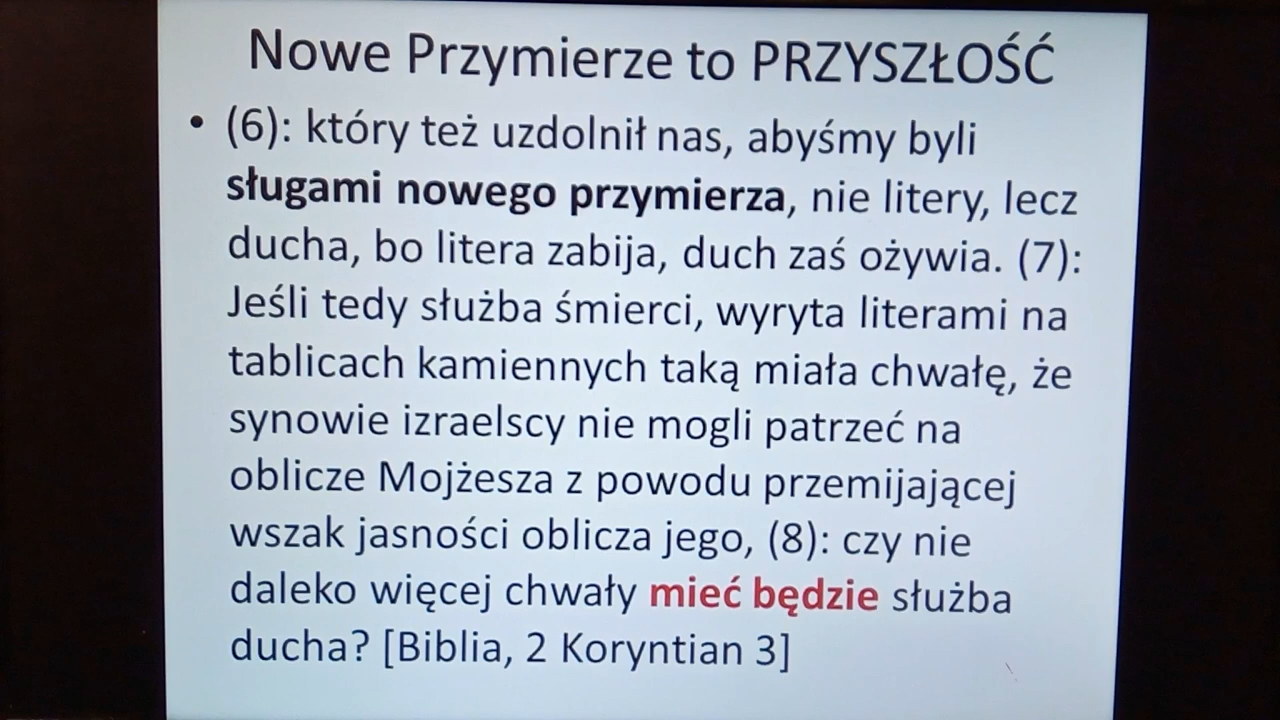 Nowe Przymierze to PRZYSZŁOŚĆ
• (6): który też uzdolnił nas, abyśmy byli
sługami nowego przymierza, nie litery, lecz
ducha, bo litera zabija, duch zaś ożywia. (7):
Jeśli tedy służba śmierci, wyryta literami na
tablicach kamiennych taką miała chwałę, że
synowie izraelscy nie mogli patrzeć na
oblicze Mojżesza z powodu przemijającej
wszak jasności oblicza jego, (8): czy nie
daleko więcej chwały mieć będzie służba
ducha? [Biblia, 2 Koryntian 3]